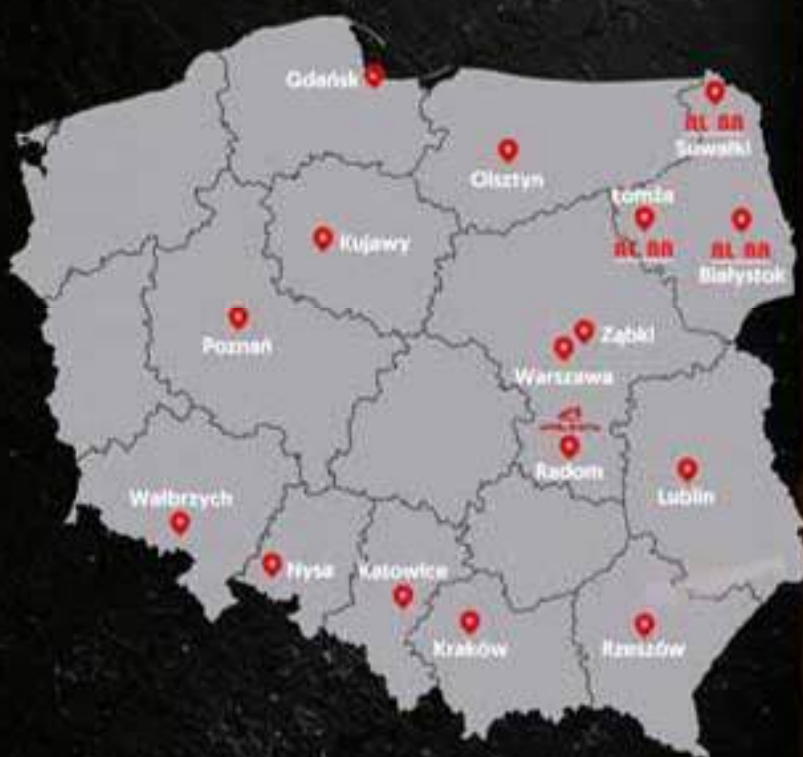 Gdańsk
Suwałki
Olsztyn
Łomża
Kujawy
Białystok
Poznań
Ząbki
Warszawa
Radom
Lublin
Wałbrzych
Nysa
Katowice
Kraków
Rzeszów